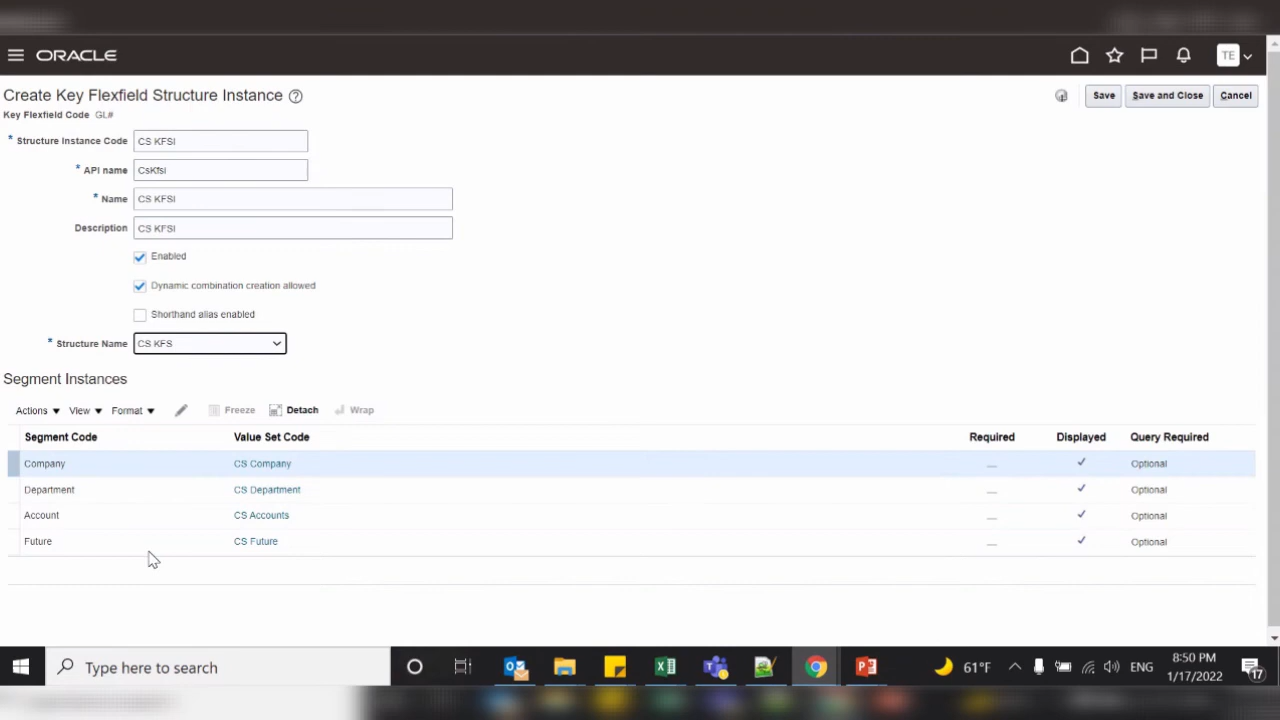 ORACLE
TE
Create Key Flexfield Structure Instance ?
Save
Save and Close
Cancel
Key Flexfield Code GL#
* Structure Instance Code CS KFSI
* API name CsKfsi
* Name CS KFSI
Description CS KFSI
Enabled
Dynamic combination creation allowed
Shorthand alias enabled
* Structure Name CS KFS
Segment Instances
Actions View Format Freeze Detach Wrap
Segment Code Value Set Code Required Displayed Query Required
Company CS Company Optional
Department CS Department Optional
Account CS Accounts Optional
Future CS Future Optional
Type here to search
61°F
ENG
8:50 PM
1/17/2022
17